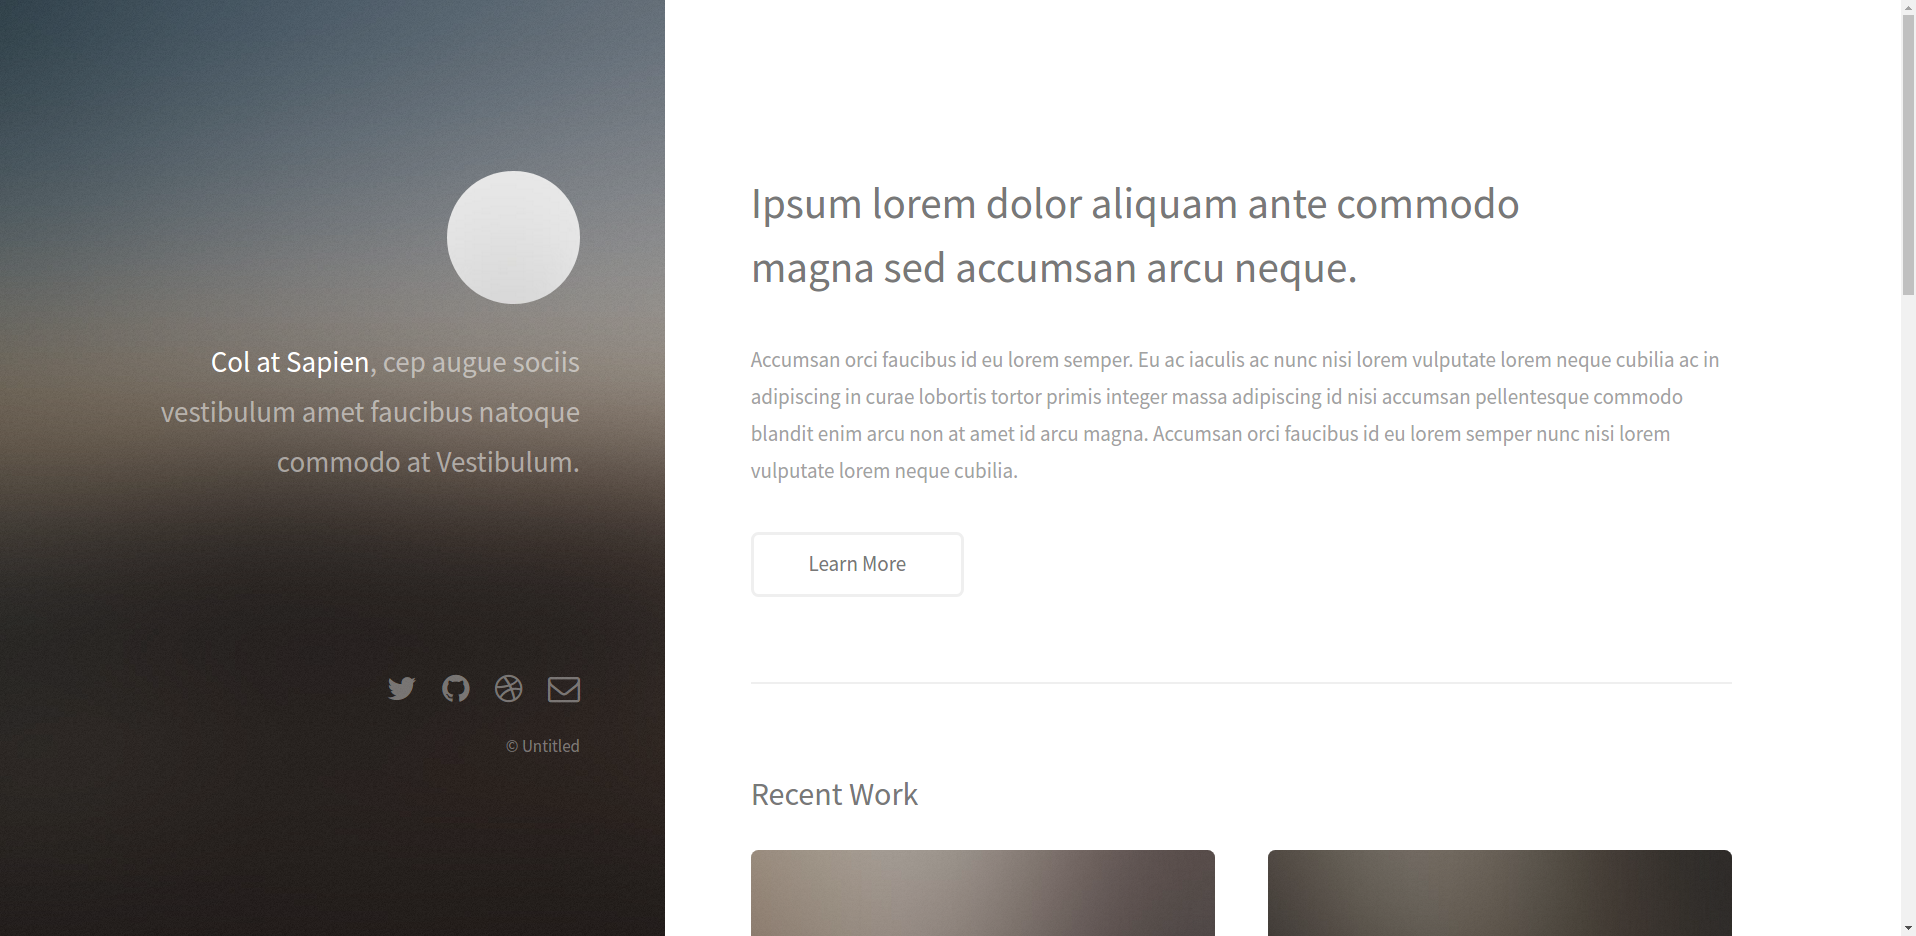 Col at Sapien, cep augue sociis
vestibulum amet faucibus natoque
commodo at Vestibulum.
© Untitled
Ipsum lorem dolor aliquam ante commodo
magna sed accumsan arcu neque.
Accumsan orci faucibus id eu lorem semper. Eu ac iaculis ac nunc nisi lorem vulputate lorem neque cubilia ac in
adipiscing in curae lobortis tortor primis integer massa adipiscing id nisi accumsan pellentesque commodo
blandit enim arcu non at amet id arcu magna. Accumsan orci faucibus id eu lorem semper nunc nisi lorem
vulputate lorem neque cubilia.
Learn More
Recent Work